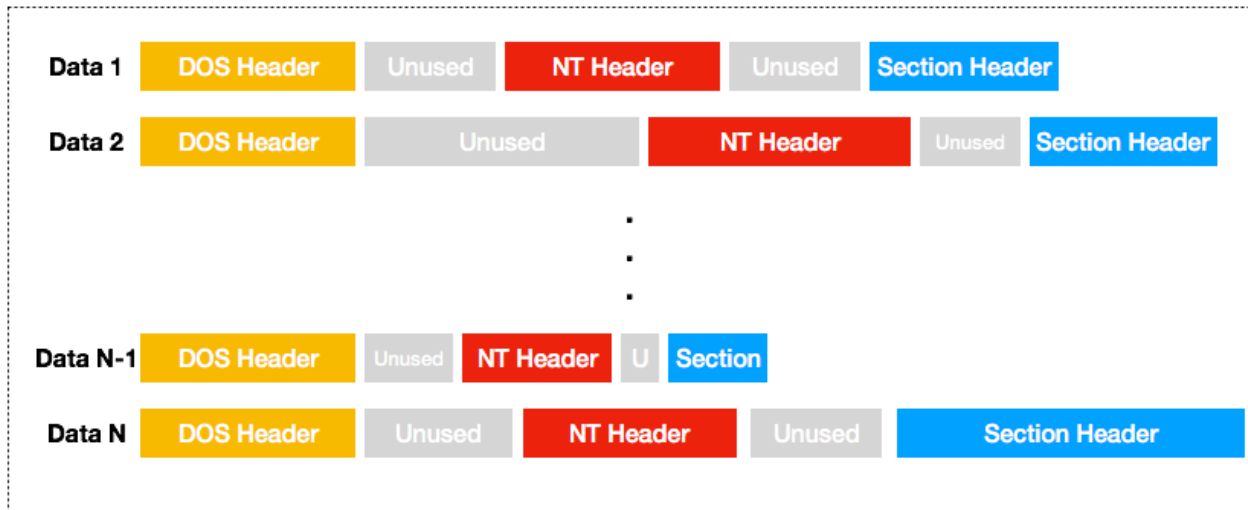 Data 1 DOS Header Unused NT Header Unused Section Header
Data 2 DOS Header Unused NT Header Unused Section Header
.
.
.
Data N-1 DOS Header Unused NT Header U Section
Data N DOS Header Unused NT Header Unused Section Header